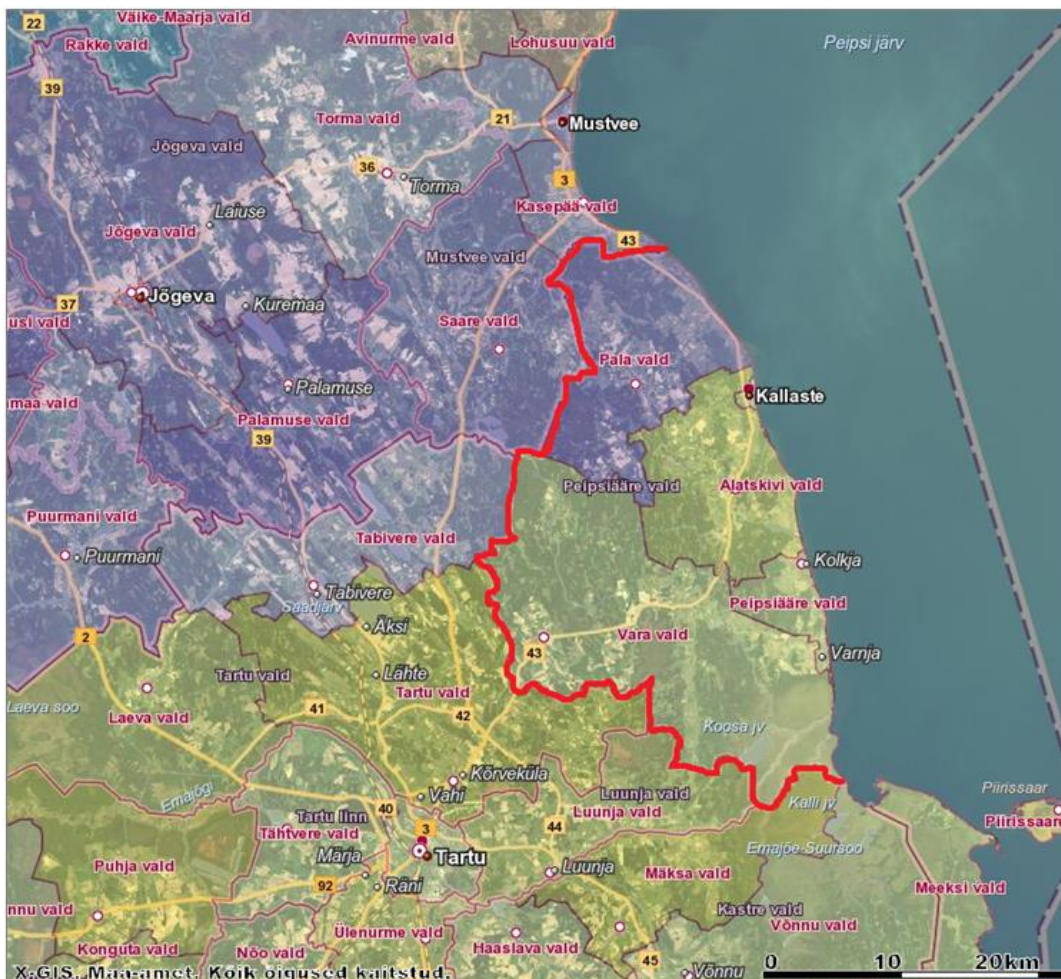 22
Väike-Maarja vald
Rakke vald
Avinurme vald
Lohusuu vald
Peipsi järv
39
39
Torma vald
21
Mustvee
Jõgeva vald
36
Torma
3
Laiuse
Kasepää vald
Jõgeva vald
43
Mustvee vald
37
Jõgeva
Kuremaa
usi vald
Saare vald
Pala vald
Palamuse
Kallaste
maa vald
Palamuse vald
39
Peipsiääre vald
Alatskivi vald
Puurmani vald
Tabivere vald
Puurmani
Kolkja
Tabivere
Peipsiääre vald
Saadjärv
Äksi
2
Vara vald
43
Varnja
Lähte
Tartu vald
Tartu vald
Laeva soo
Laeva vald
41
42
Koosa jv
Kõrveküla
Luunja vald
Piirissaar
Vahi
Emajõgi
40
Luunja vald
Kalli jv
Tartu linn
Piirissaare
3
44
Tähtvere vald
Emajõe-Suursoo
Märja
Tartu
Puhja vald
Luunja
Mäksa vald
92
Räni
Meeksi vald
Kastre vald
nnu vald
Võnnu vald
Ülenurme vald
Haaslava vald
Konguta vald
Nõo vald
45
0 10 20km
Võnnu
X-GIS, Maa-amet. Kõik õigused kaitstud.